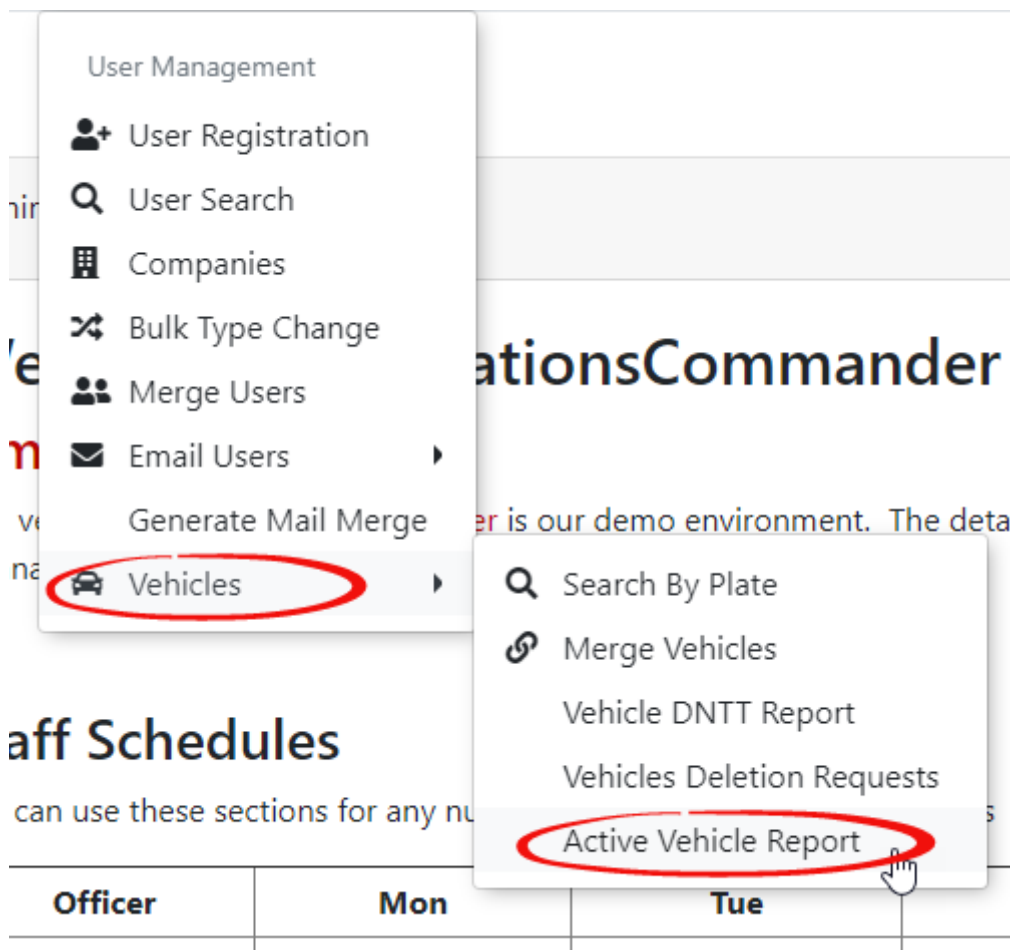 User Management
User Registration
User Search
Companies
Bulk Type Change
Merge Users
Email Users
Generate Mail Merge
Vehicles
Search By Plate
Merge Vehicles
Vehicle DNTT Report
Vehicles Deletion Requests
Active Vehicle Report
ationsCommander
er is our demo environment. The deta
aff Schedules
can use these sections for any nu
Officer Mon Tue